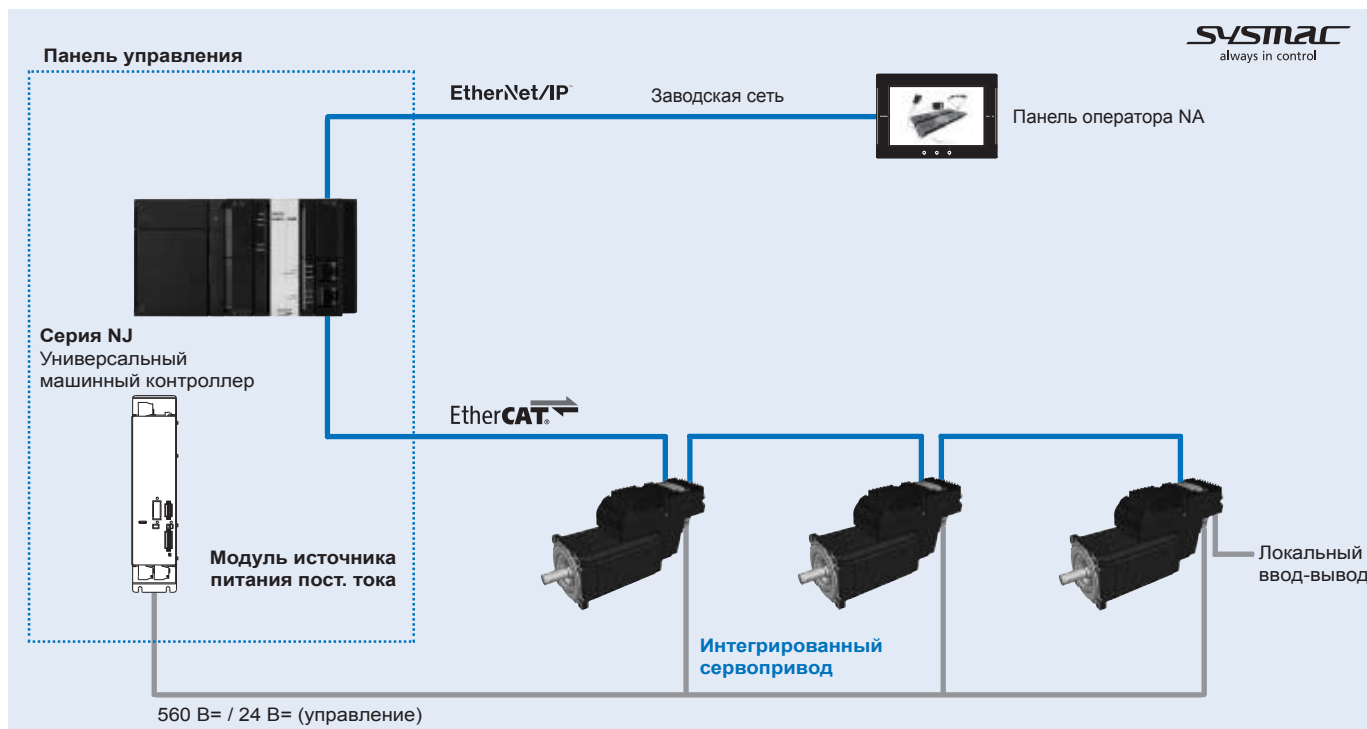 sysmac
always in control
Панель управления
EtherNet/IP
Заводская сеть
Панель оператора NA
Серия NJ
Универсальный
машинный контроллер
EtherCAT®
Модуль источника
питания пост. тока
Локальный
ввод-вывод
Интегрированный
сервопривод
560 В= / 24 В= (управление)